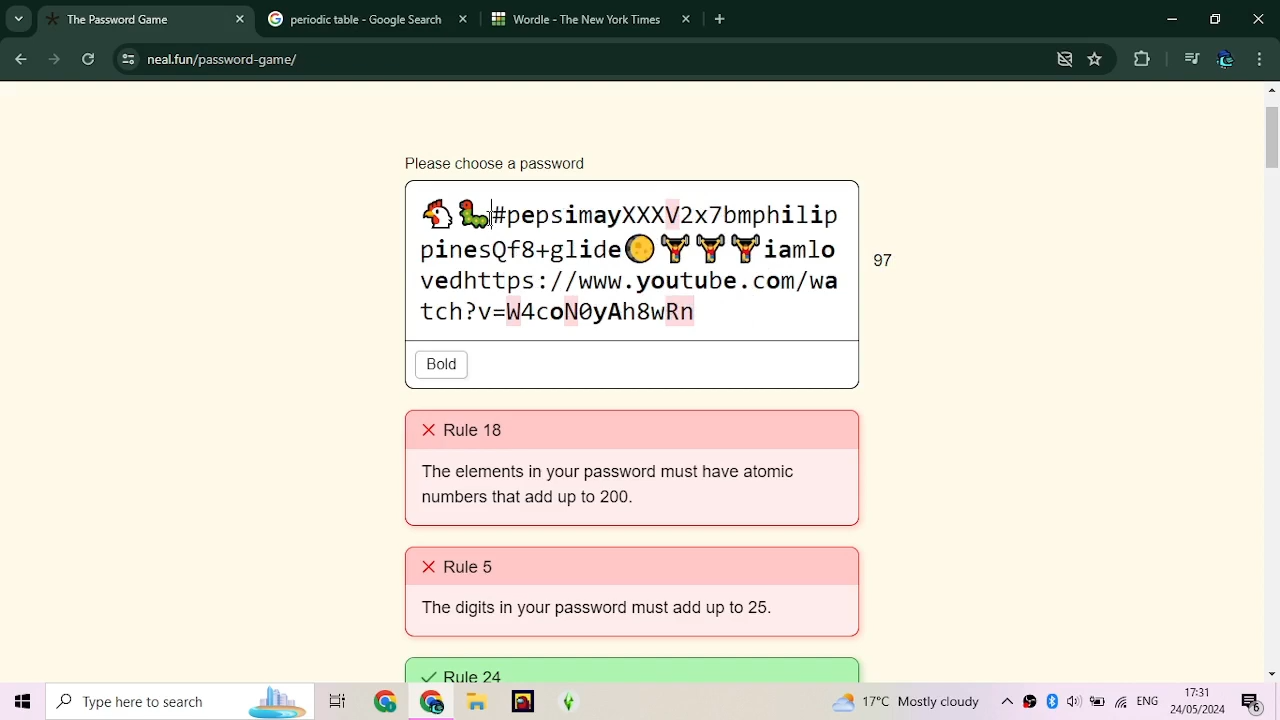 The Password Game
periodic table - Google Search
Wordle - The New York Times
neal.fun/password-game/
Please choose a password
🐔🐛#pepsimayXXXV2x7bmphilip
pinesQf8+glide🌕🏋️🏋️🏋️iamlo
vedhttps://www.youtube.com/wa
tch?v=W4coN0yAh8wRn
97
Bold
Rule 18
The elements in your password must have atomic
numbers that add up to 200.
Rule 5
The digits in your password must add up to 25.
Rule 24
Type here to search
17°C Mostly cloudy
ENG
17:31
24/05/2024
6